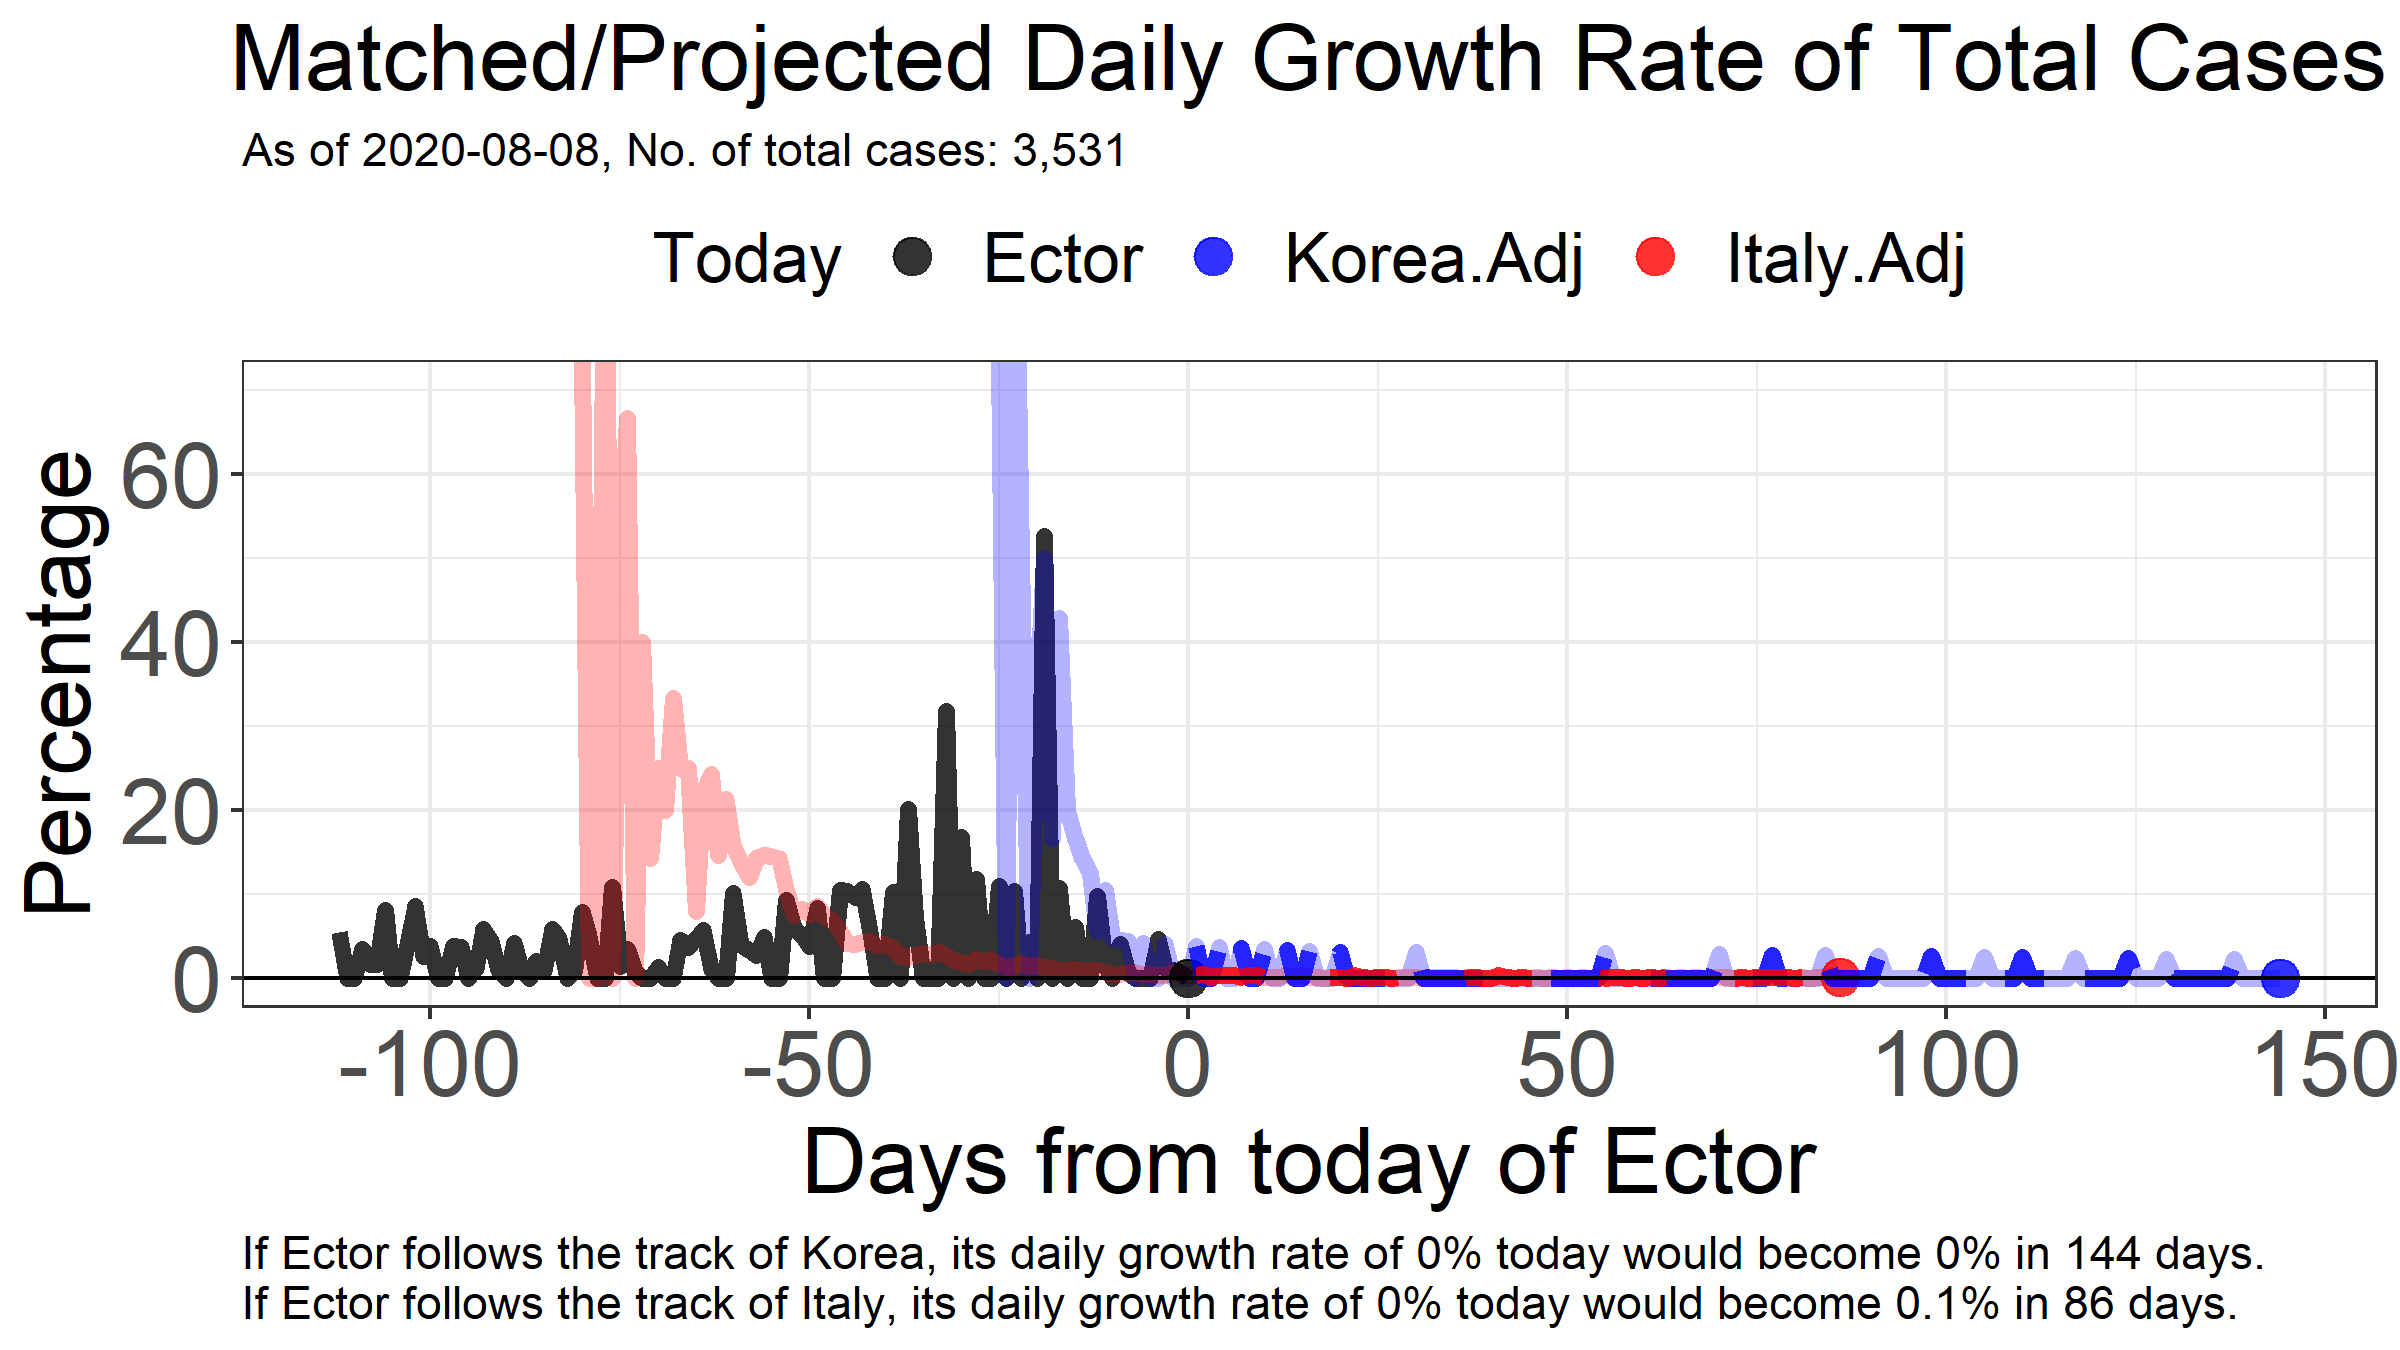 Matched/Projected Daily Growth Rate of Total Cases
As of 2020-08-08, No. of total cases: 3,531
Today Ector Korea.Adj Italy.Adj
Percentage
60
40
20
0
-100 -50 0 50 100 150
Days from today of Ector
If Ector follows the track of Korea, its daily growth rate of 0% today would become 0% in 144 days.
If Ector follows the track of Italy, its daily growth rate of 0% today would become 0.1% in 86 days.